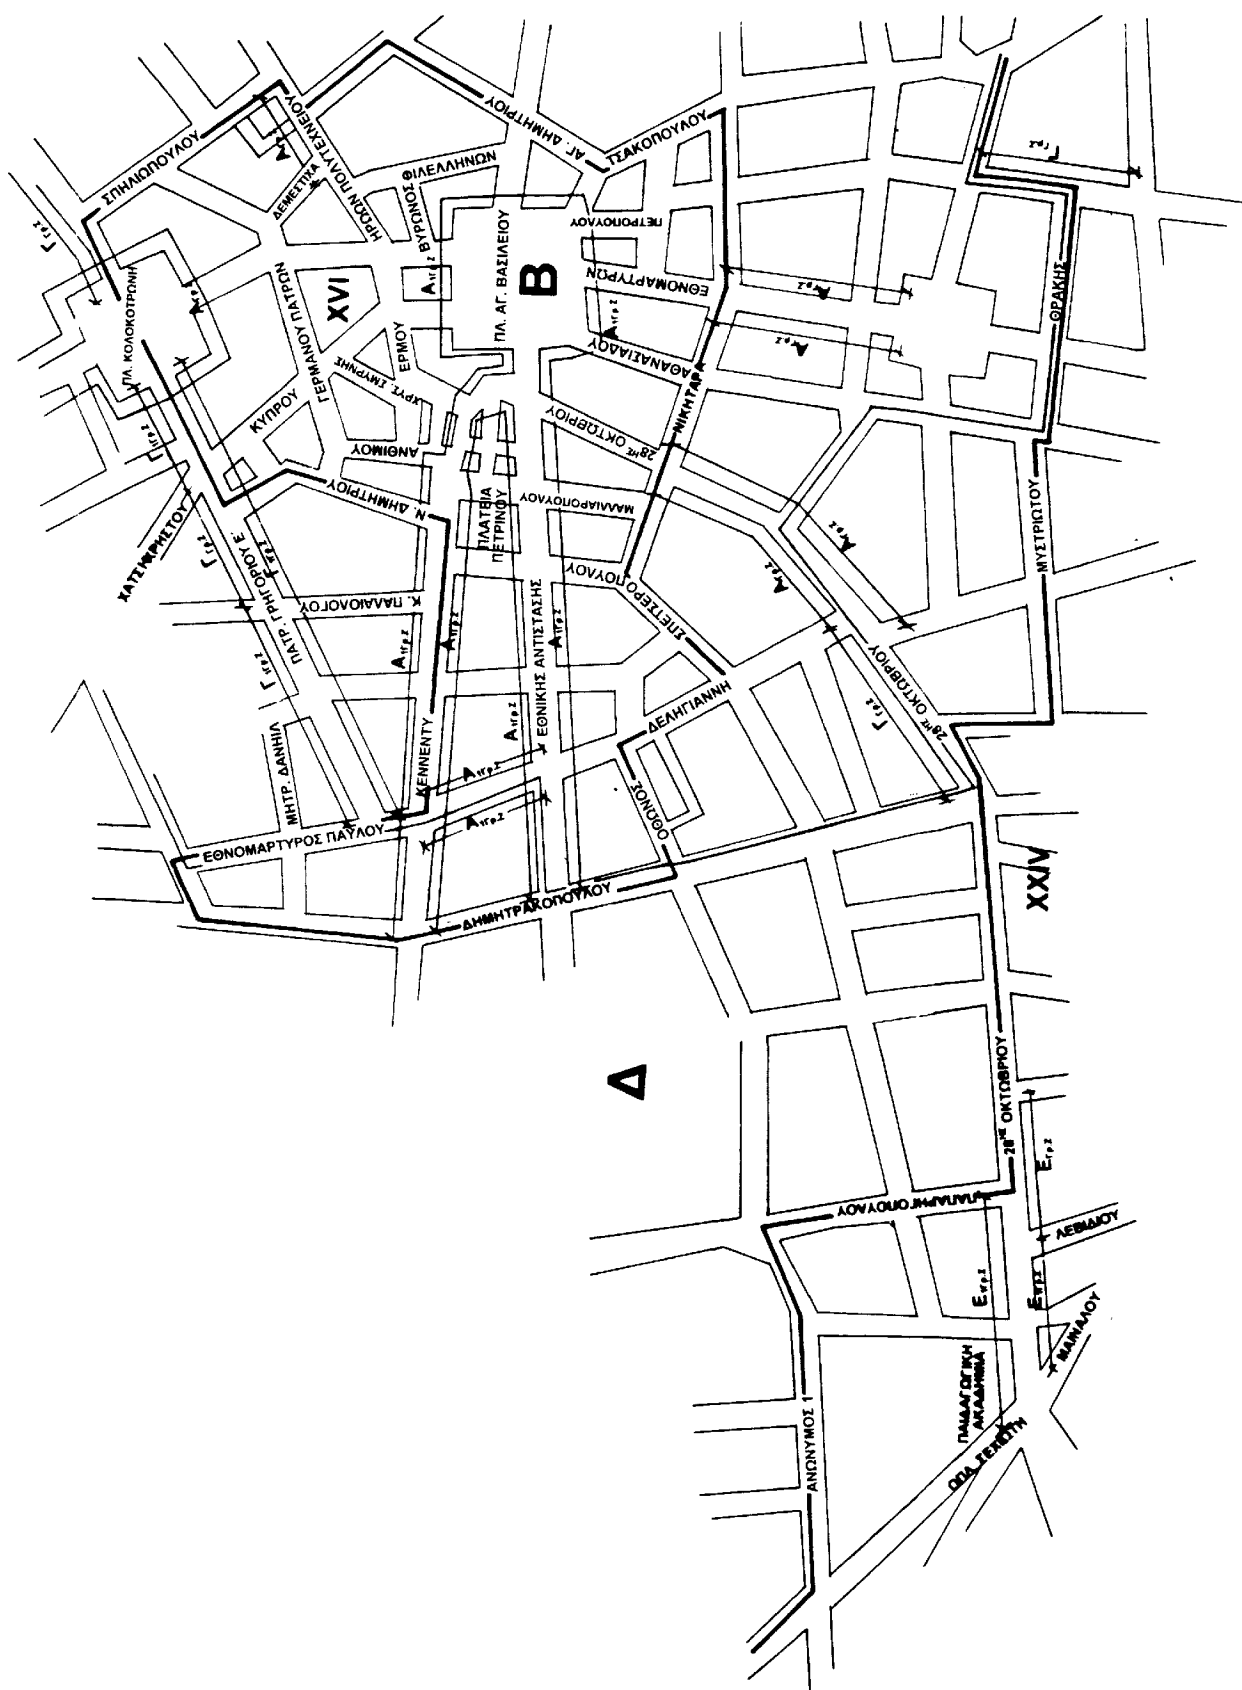 ΣΠΗΛΙΟΠΟΥΛΟΥ
ΗΡΩΩΝ ΠΟΛΥΤΕΧΝΕΙΟΥ
ΔΕΜΕΣΤΙΧΑ
ΑΓ. ΔΗΜΗΤΡΙΟΥ
ΤΣΑΚΟΠΟΥΛΟΥ
ΦΙΛΕΛΛΗΝΩΝ
ΒΥΡΩΝΟΣ
ΠΕΤΡΟΠΟΥΛΟΥ
ΕΘΝΟΜΑΡΤΥΡΩΝ
ΠΛ. ΑΓ. ΒΑΣΙΛΕΙΟΥ
Β
XVI
ΠΛ. ΚΟΛΟΚΟΤΡΩΝΗ
ΓΕΡΜΑΝΟΥ ΠΑΤΡΩΝ
ΚΥΠΡΟΥ
ΧΡΥΣ. ΣΜΥΡΝΗΣ
ΕΡΜΟΥ
ΑΝΘΙΜΟΥ
Ν. ΔΗΜΗΤΡΙΟΥ
ΑΘΑΝΑΣΙΑΔΟΥ
ΝΙΚΗΤΑΡΑ
28ΗΣ ΟΚΤΩΒΡΙΟΥ
ΜΑΛΛΙΑΡΟΠΟΥΛΟΥ
ΠΛΑΤΕΙΑ
ΠΕΤΡΙΝΟΥ
ΘΡΑΚΗΣ
ΜΥΣΤΡΙΩΤΟΥ
ΧΑΤΖΗΧΡΗΣΤΟΥ
ΠΑΤΡ. ΓΡΗΓΟΡΙΟΥ Ε'
Κ. ΠΑΛΑΙΟΛΟΓΟΥ
ΣΠΕΤΣΕΡΟΠΟΥΛΟΥ
ΕΘΝΙΚΗΣ ΑΝΤΙΣΤΑΣΗΣ
ΔΕΛΗΓΙΑΝΝΗ
28ΗΣ ΟΚΤΩΒΡΙΟΥ
ΚΕΝΝΕΝΤΥ
ΜΗΤΡ. ΔΑΝΙΗΛ
ΕΘΝΟΜΑΡΤΥΡΟΣ ΠΑΥΛΟΥ
ΟΘΩΝΟΣ
ΔΗΜΗΤΡΑΚΟΠΟΥΛΟΥ
XXIV
Δ
28ΗΣ ΟΚΤΩΒΡΙΟΥ
ΠΑΠΑΡΗΓΟΠΟΥΛΟΥ
ΛΕΒΙΔΙΟΥ
ΜΑΙΝΑΛΟΥ
ΠΑΙΔΑΓΩΓΙΚΗ
ΑΚΑΔΗΜΙΑ
ΑΝΩΝΥΜΟΣ 1